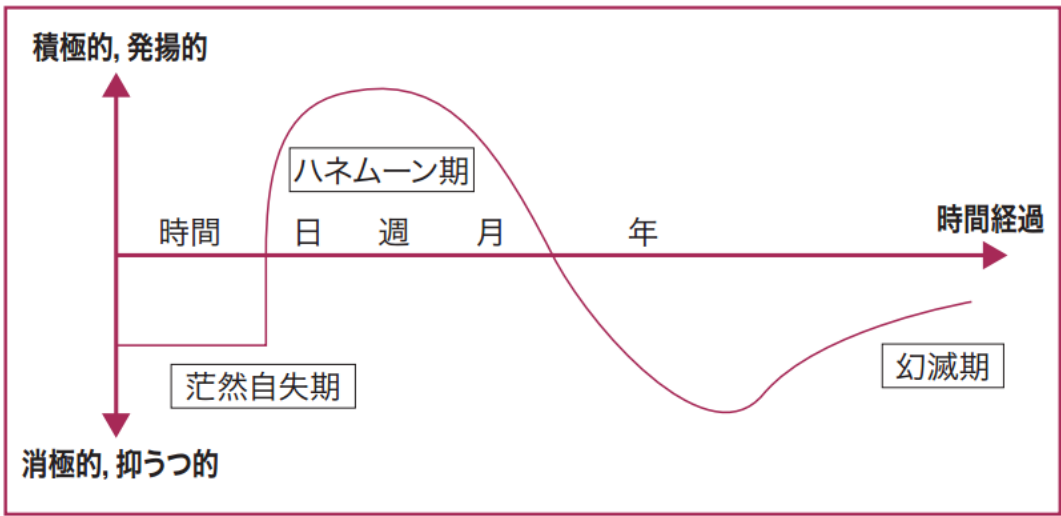 積極的, 発揚的
ハネムーン期
時間 日 週 月 年
時間経過
茫然自失期
幻滅期
消極的, 抑うつ的